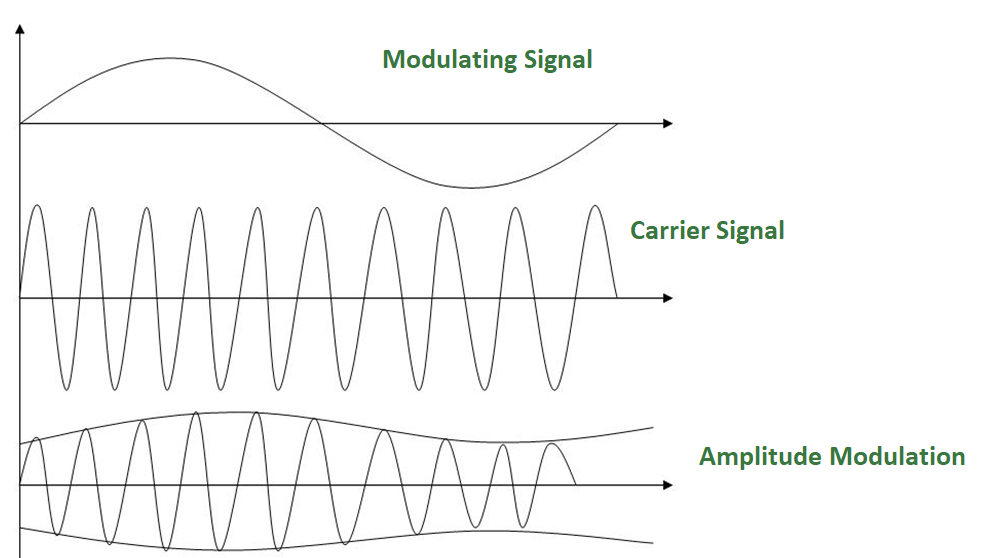 Modulating Signal
Carrier Signal
Amplitude Modulation